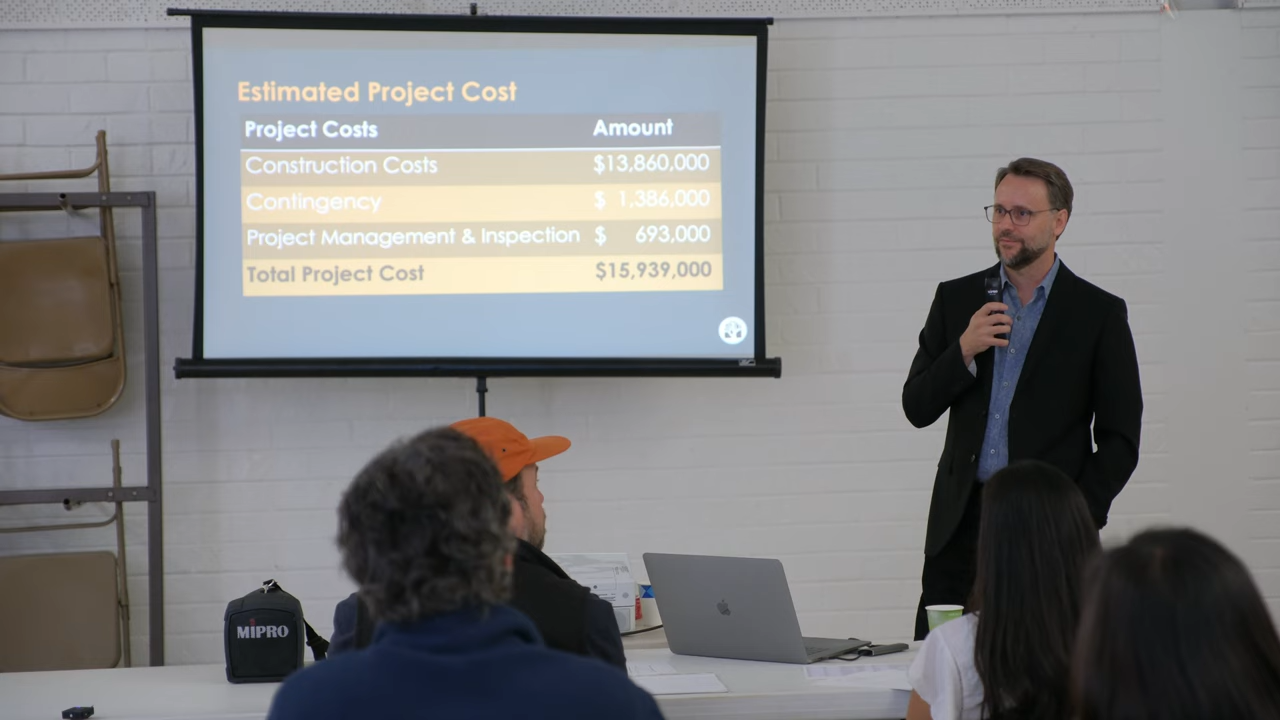 Estimated Project Cost
Project Costs Amount
Construction Costs $13,860,000
Contingency $ 1,386,000
Project Management & Inspection $ 693,000
Total Project Cost $15,939,000
MIPRO